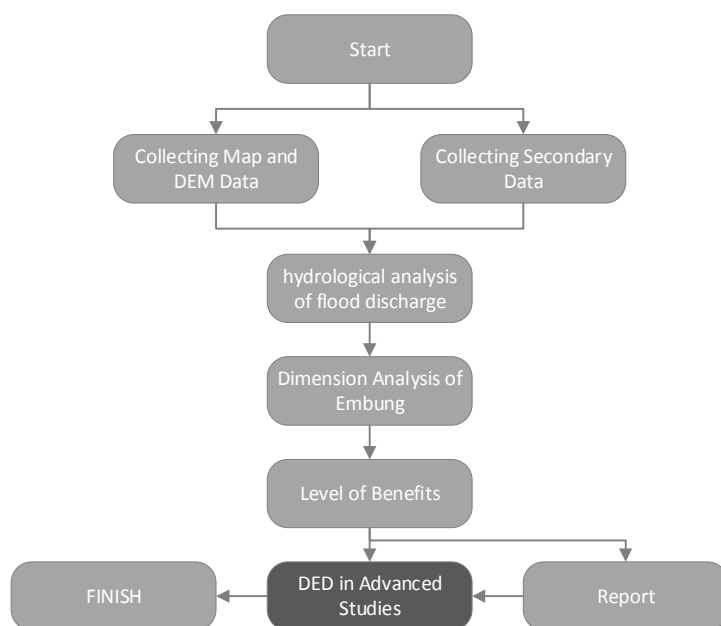 Start
Collecting Map and
DEM Data
Collecting Secondary
Data
hydrological analysis
of flood discharge
Dimension Analysis of
Embung
Level of Benefits
FINISH
DED in Advanced
Studies
Report